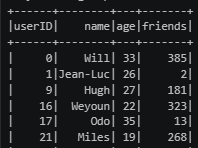 +------+--------+---+-------+
|userID|    name|age|friends|
+------+--------+---+-------+
|     0|    Will| 33|    385|
|     1|Jean-Luc| 26|      2|
|     9|    Hugh| 27|    181|
|    16|  Weyoun| 22|    323|
|    17|     Odo| 35|     13|
|    21|   Miles| 19|    268|